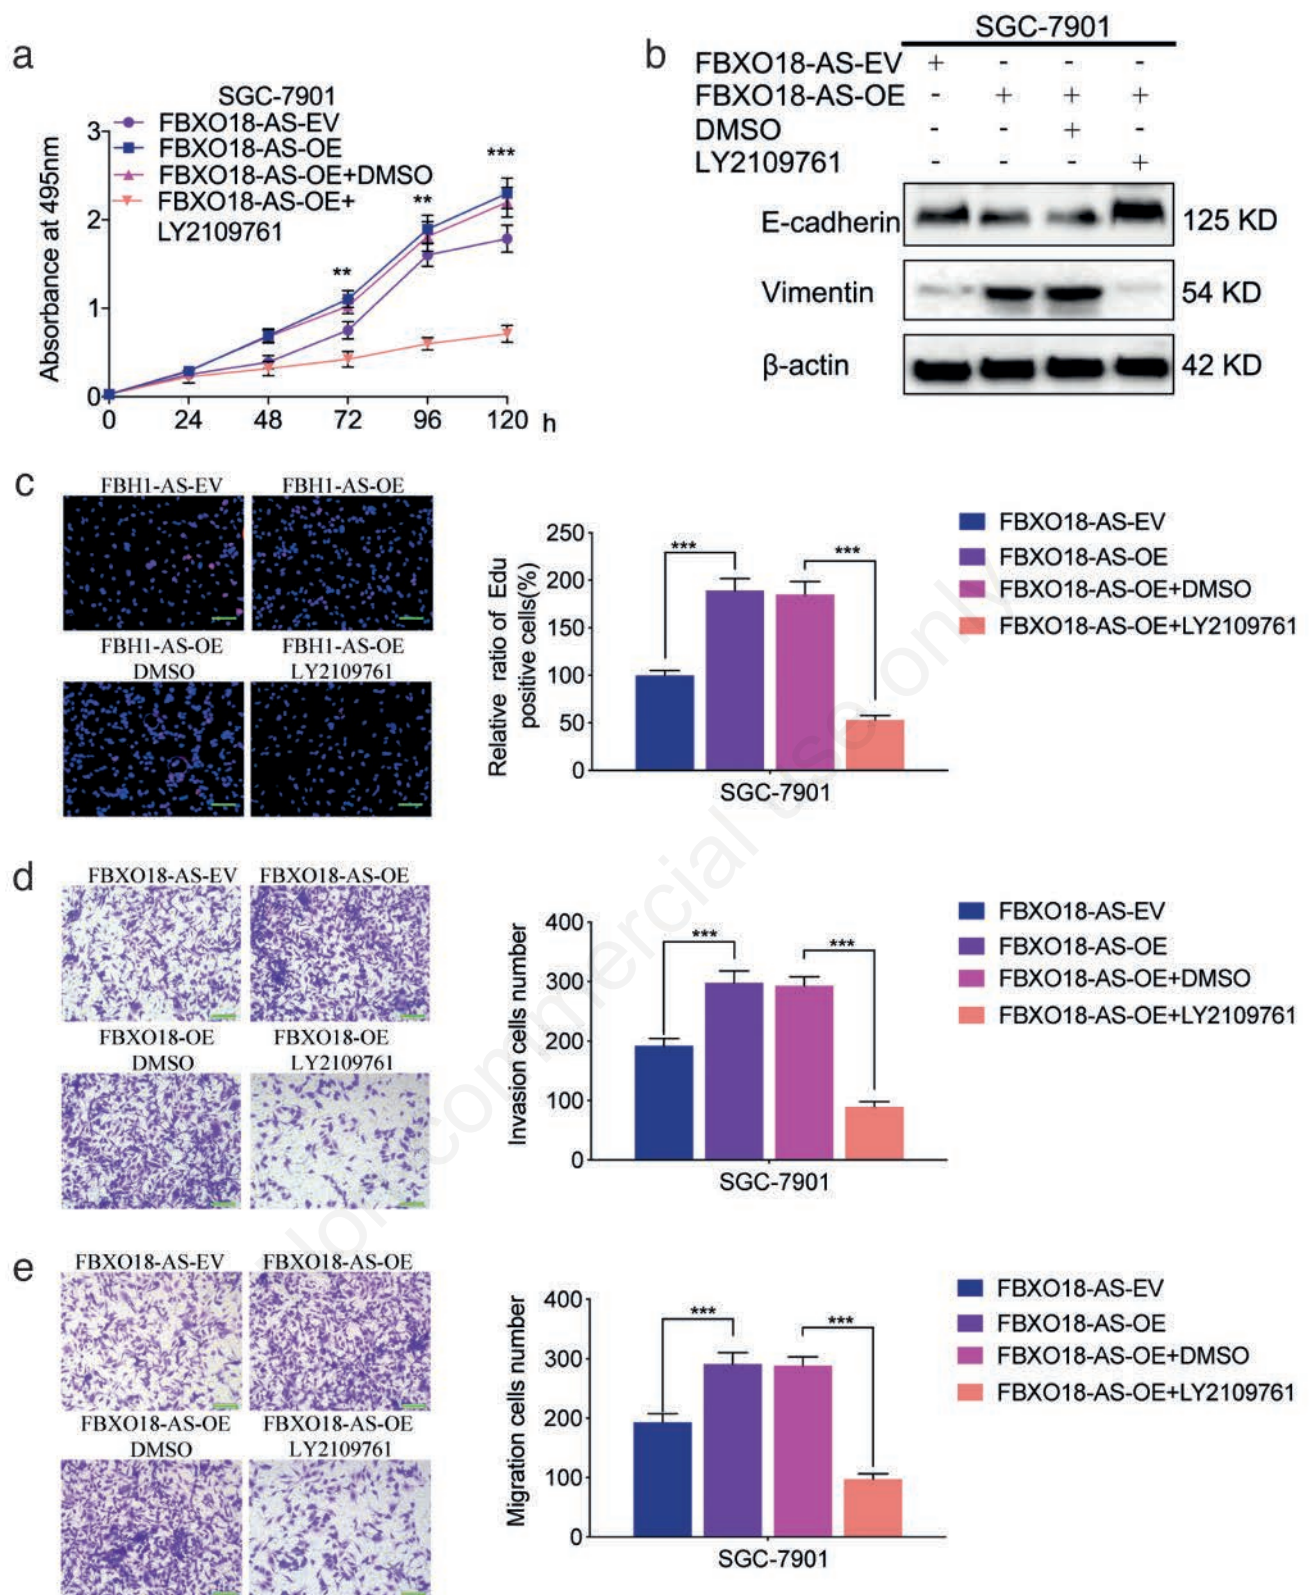 a
SGC-7901
FBXO18-AS-EV
FBXO18-AS-OE
FBXO18-AS-OE+DMSO
FBXO18-AS-OE+
LY2109761
Absorbance at 495nm
3
2
1
0
**
**
***
0 24 48 72 96 120 h
b
SGC-7901
FBXO18-AS-EV + - - -
FBXO18-AS-OE - + + +
DMSO - - + -
LY2109761 - - - +
E-cadherin 125 KD
Vimentin 54 KD
β-actin 42 KD
c
FBH1-AS-EV FBH1-AS-OE
FBH1-AS-OE FBH1-AS-OE
DMSO LY2109761
Relative ratio of Edu
positive cells(%)
250
200
150
100
50
0
*** ***
SGC-7901
FBXO18-AS-EV
FBXO18-AS-OE
FBXO18-AS-OE+DMSO
FBXO18-AS-OE+LY2109761
d
FBXO18-AS-EV FBXO18-AS-OE
FBXO18-OE FBXO18-OE
DMSO LY2109761
Invasion cells number
400
300
200
100
0
*** ***
SGC-7901
FBXO18-AS-EV
FBXO18-AS-OE
FBXO18-AS-OE+DMSO
FBXO18-AS-OE+LY2109761
e
FBXO18-AS-EV FBXO18-AS-OE
FBXO18-AS-OE FBXO18-AS-OE
DMSO LY2109761
Migration cells number
400
300
200
100
0
*** ***
SGC-7901
FBXO18-AS-EV
FBXO18-AS-OE
FBXO18-AS-OE+DMSO
FBXO18-AS-OE+LY2109761
commercial use only